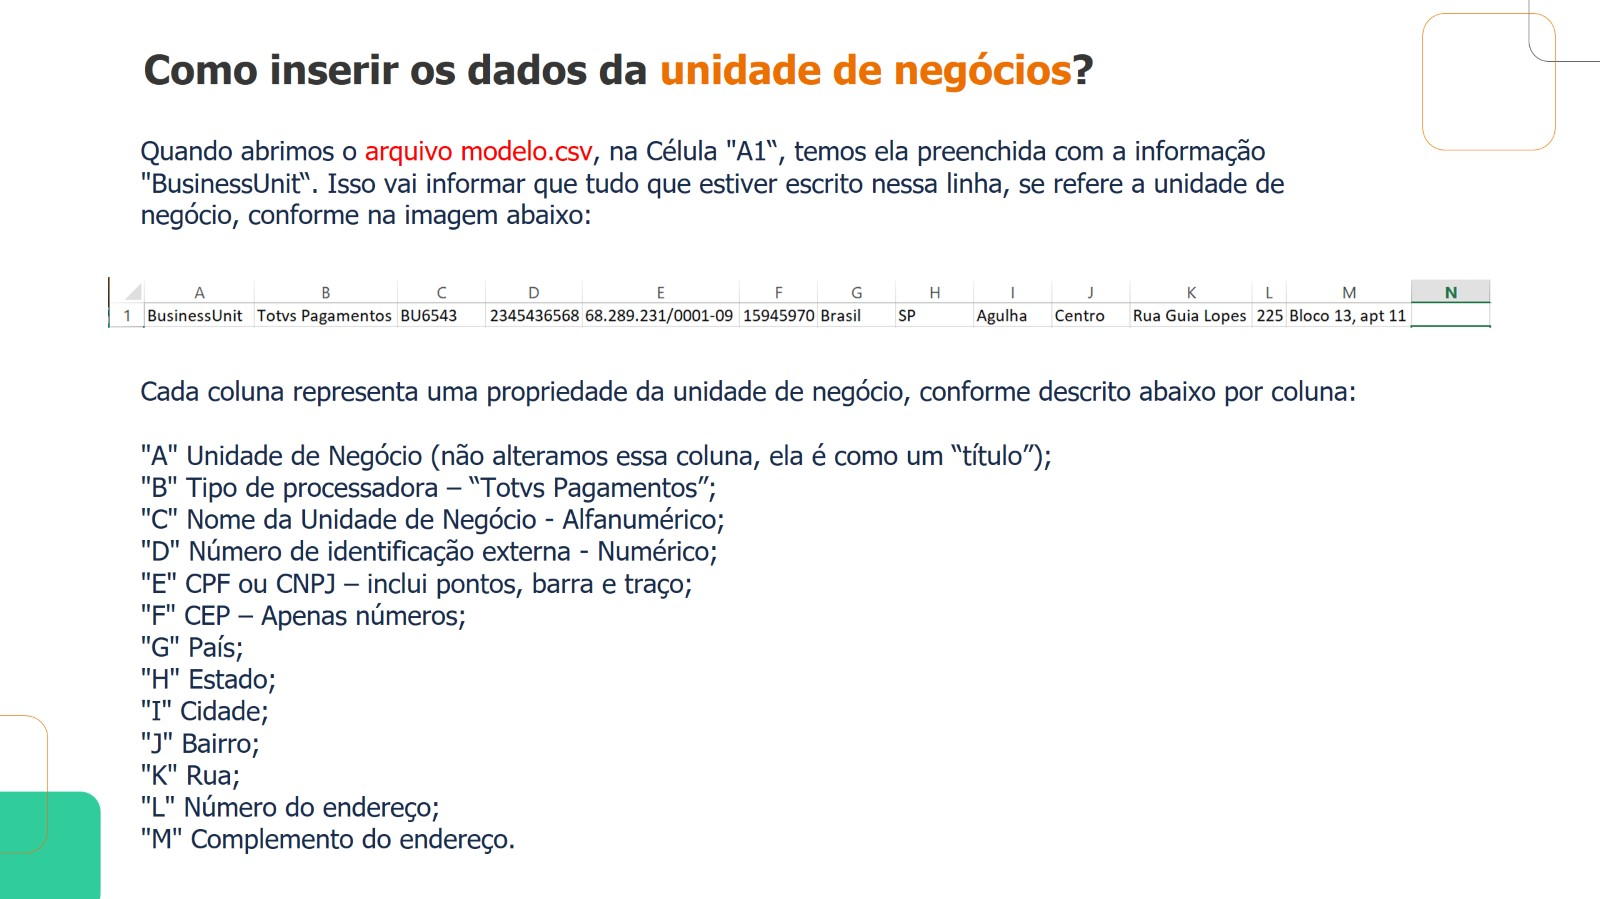 Como inserir os dados da unidade de negócios?
Quando abrimos o arquivo modelo.csv, na Célula "A1“, temos ela preenchida com a informação
"BusinessUnit“. Isso vai informar que tudo que estiver escrito nessa linha, se refere a unidade de
negócio, conforme na imagem abaixo:
A B C D E F G H I J K L M N
1 BusinessUnit Totvs Pagamentos BU6543 2345436568 68.289.231/0001-09 15945970 Brasil SP Agulha Centro Rua Guia Lopes 225 Bloco 13, apt 11
Cada coluna representa uma propriedade da unidade de negócio, conforme descrito abaixo por coluna:
"A" Unidade de Negócio (não alteramos essa coluna, ela é como um “título”);
"B" Tipo de processadora – “Totvs Pagamentos”;
"C" Nome da Unidade de Negócio - Alfanumérico;
"D" Número de identificação externa - Numérico;
"E" CPF ou CNPJ – inclui pontos, barra e traço;
"F" CEP – Apenas números;
"G" País;
"H" Estado;
"I" Cidade;
"J" Bairro;
"K" Rua;
"L" Número do endereço;
"M" Complemento do endereço.